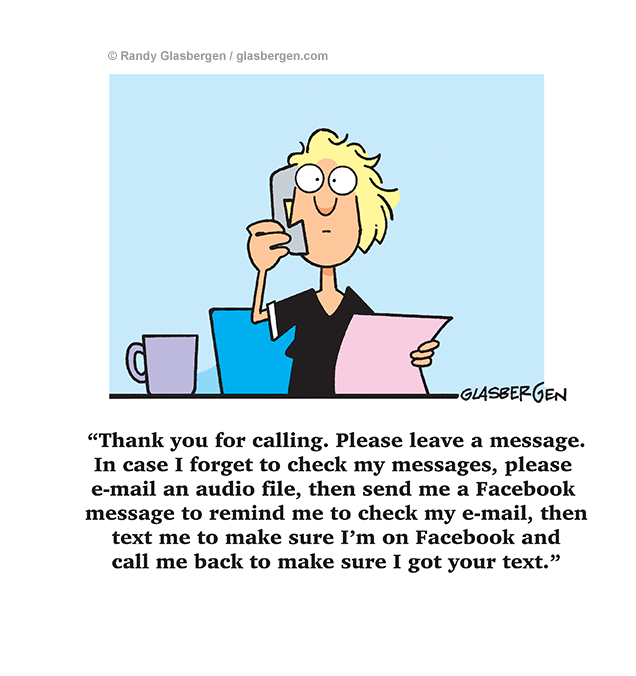 © Randy Glasbergen / glasbergen.com
GLASBERGEN
“Thank you for calling. Please leave a message.
In case I forget to check my messages, please
e-mail an audio file, then send me a Facebook
message to remind me to check my e-mail, then
text me to make sure I’m on Facebook and
call me back to make sure I got your text.”